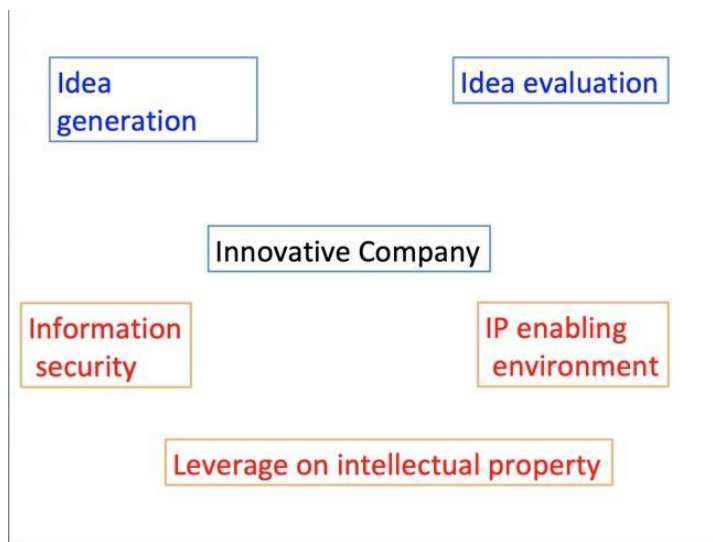 Idea
generation
Idea evaluation
Innovative Company
Information
security
IP enabling
environment
Leverage on intellectual property